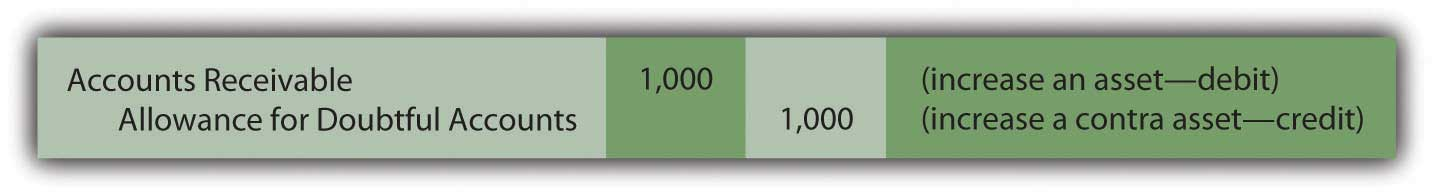 Accounts Receivable 1,000 (increase an asset—debit)
Allowance for Doubtful Accounts 1,000 (increase a contra asset—credit)